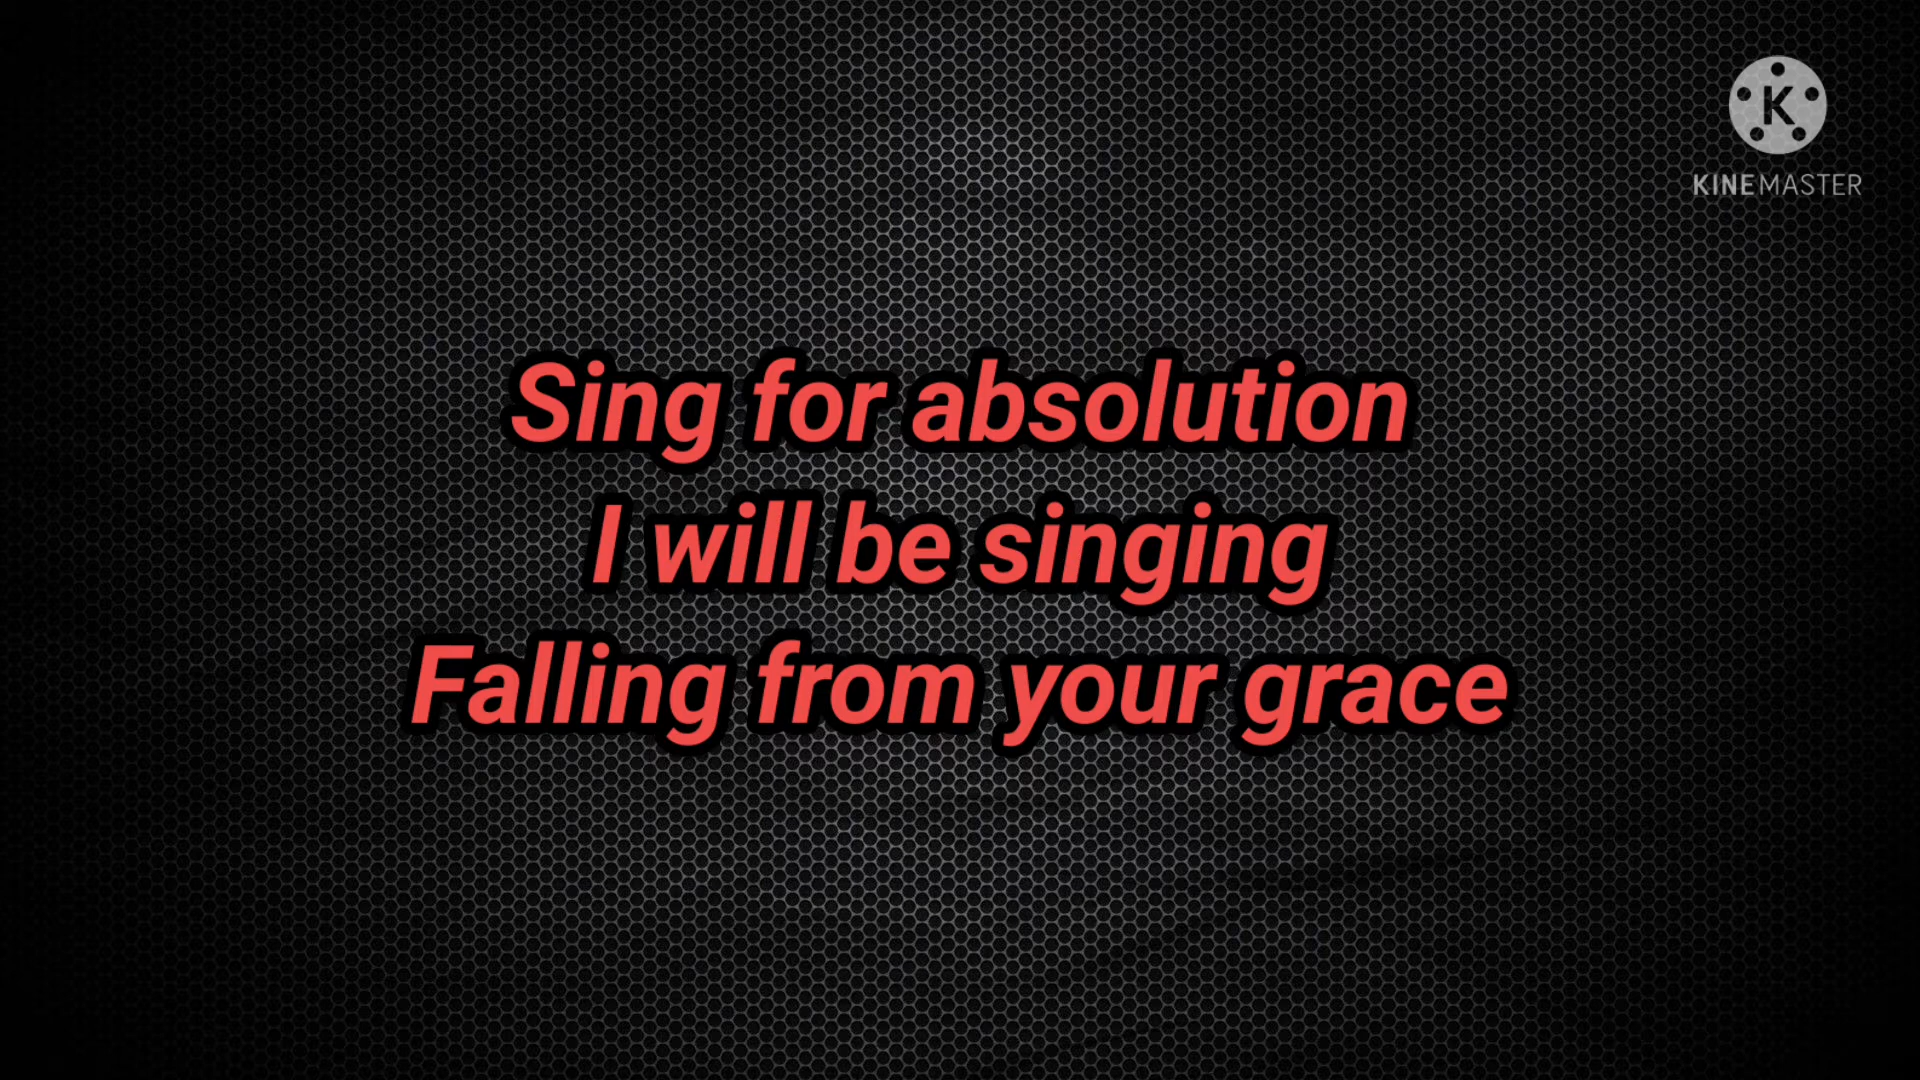 K
KINEMASTER
Sing for absolution
I will be singing
Falling from your grace